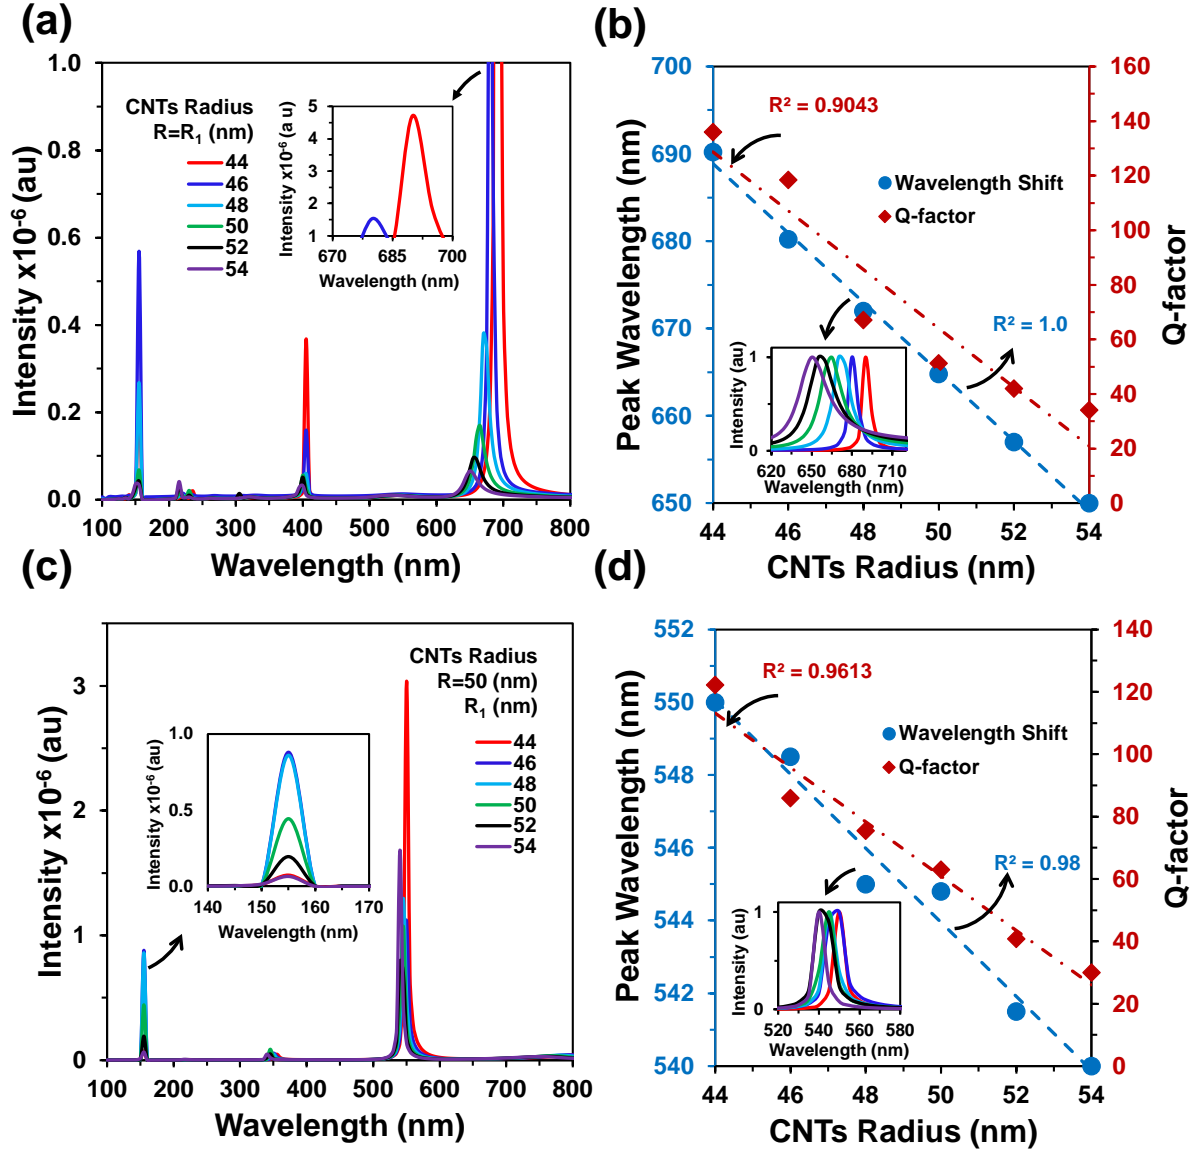 (a)
Intensity x10-6 (au)
1.0
0.8
0.6
0.4
0.2
0.0
100 200 300 400 500 600 700 800
Wavelength (nm)
CNTs Radius
R=R1 (nm)
44
46
48
50
52
54
Intensity x10-6 (a u)
5
4
3
2
1
670 685 700
Wavelength (nm)
(b)
Peak Wavelength (nm)
700
690
680
670
660
650
44 46 48 50 52 54
CNTs Radius (nm)
160
140
120
100
80
60
40
20
0
Q-factor
R² = 0.9043
Wavelength Shift
Q-factor
R² = 1.0
Intensity (au)
1
0
620 650 680 710
Wavelength (nm)
(c)
Intensity x10-6 (au)
3
2
1
0
100 200 300 400 500 600 700 800
Wavelength (nm)
CNTs Radius
R=50 (nm)
R1 (nm)
44
46
48
50
52
54
Intensity x10-6 (au)
1.0
0.5
0.0
140 150 160 170
Wavelength (nm)
(d)
Peak Wavelength (nm)
552
550
548
546
544
542
540
44 46 48 50 52 54
CNTs Radius (nm)
140
120
100
80
60
40
20
0
Q-factor
R² = 0.9613
Wavelength Shift
Q-factor
R² = 0.98
Intensity (au)
1
0
520 540 560 580
Wavelength (nm)